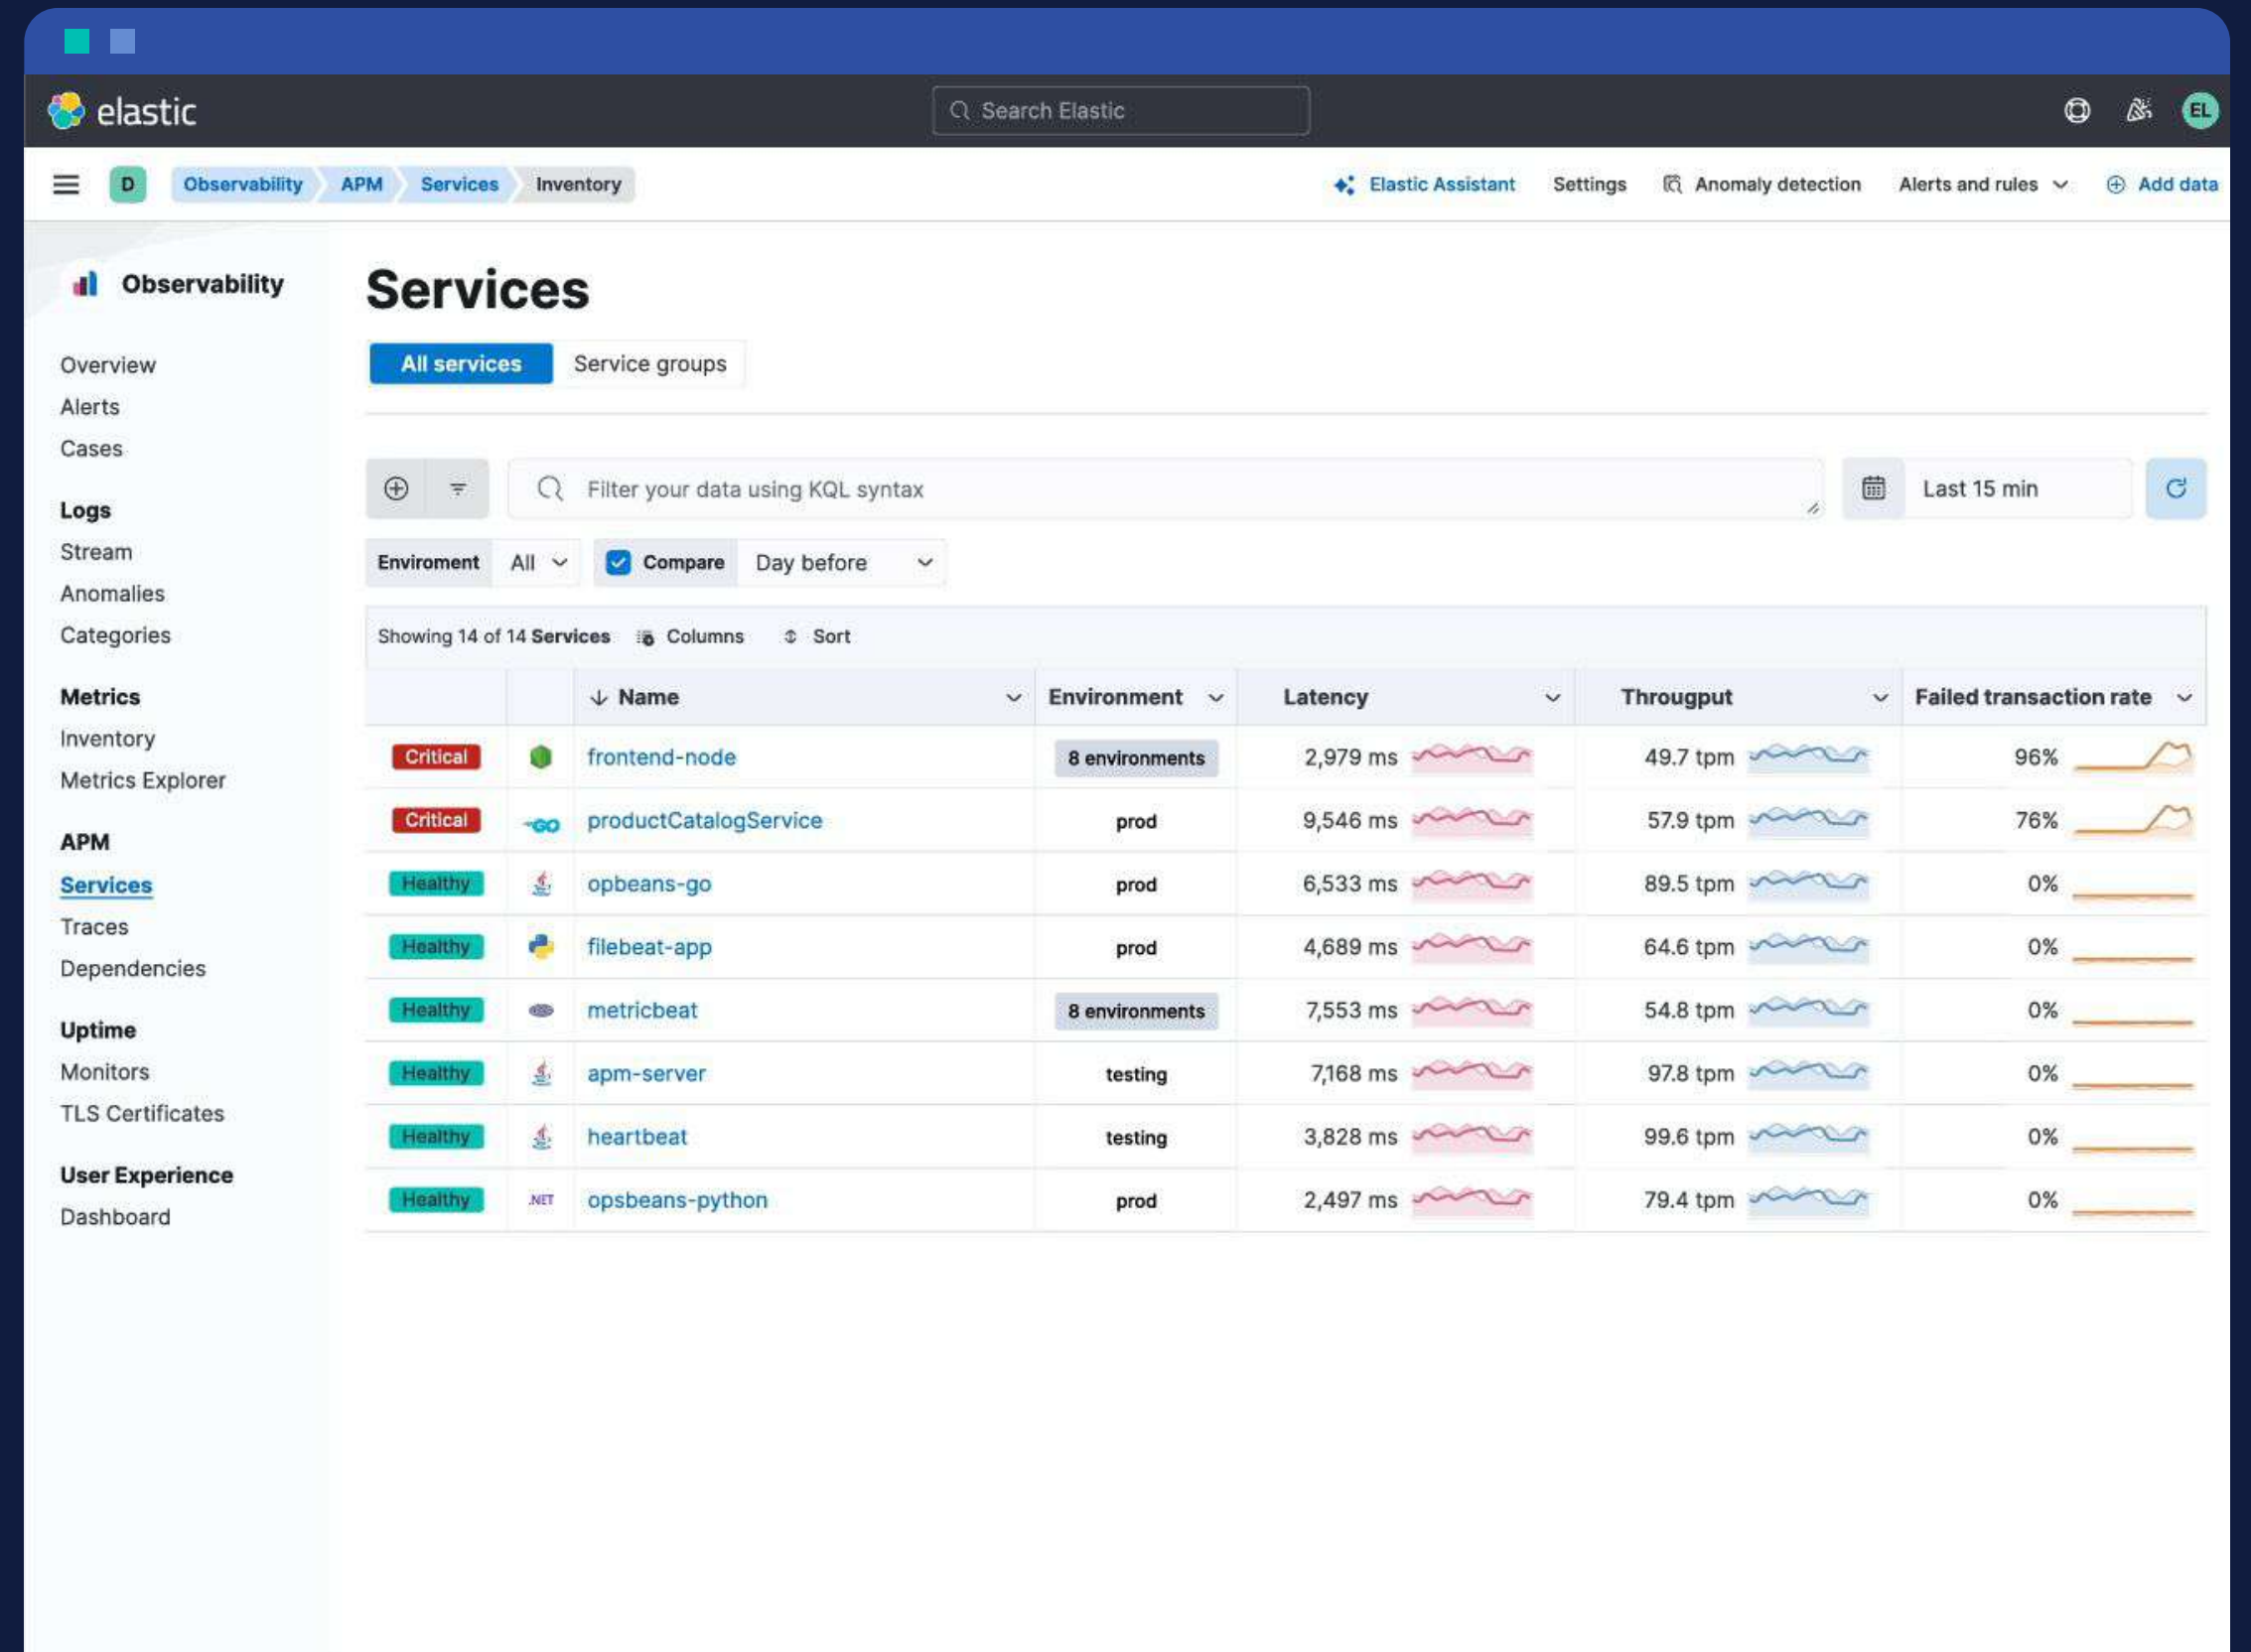 elastic
Search Elastic
EL
D Observability APM Services Inventory
Elastic Assistant Settings Anomaly detection Alerts and rules Add data
Observability
Overview
Alerts
Cases
Logs
Stream
Anomalies
Categories
Metrics
Inventory
Metrics Explorer
APM
Services
Traces
Dependencies
Uptime
Monitors
TLS Certificates
User Experience
Dashboard
Services
All services Service groups
Filter your data using KQL syntax Last 15 min
Enviroment All Compare Day before
Showing 14 of 14 Services Columns Sort
Name Environment Latency Througput Failed transaction rate
Critical frontend-node 8 environments 2,979 ms 49.7 tpm 96%
Critical GO productCatalogService prod 9,546 ms 57.9 tpm 76%
Healthy opbeans-go prod 6,533 ms 89.5 tpm 0%
Healthy filebeat-app prod 4,689 ms 64.6 tpm 0%
Healthy metricbeat 8 environments 7,553 ms 54.8 tpm 0%
Healthy apm-server testing 7,168 ms 97.8 tpm 0%
Healthy heartbeat testing 3,828 ms 99.6 tpm 0%
Healthy .NET opsbeans-python prod 2,497 ms 79.4 tpm 0%